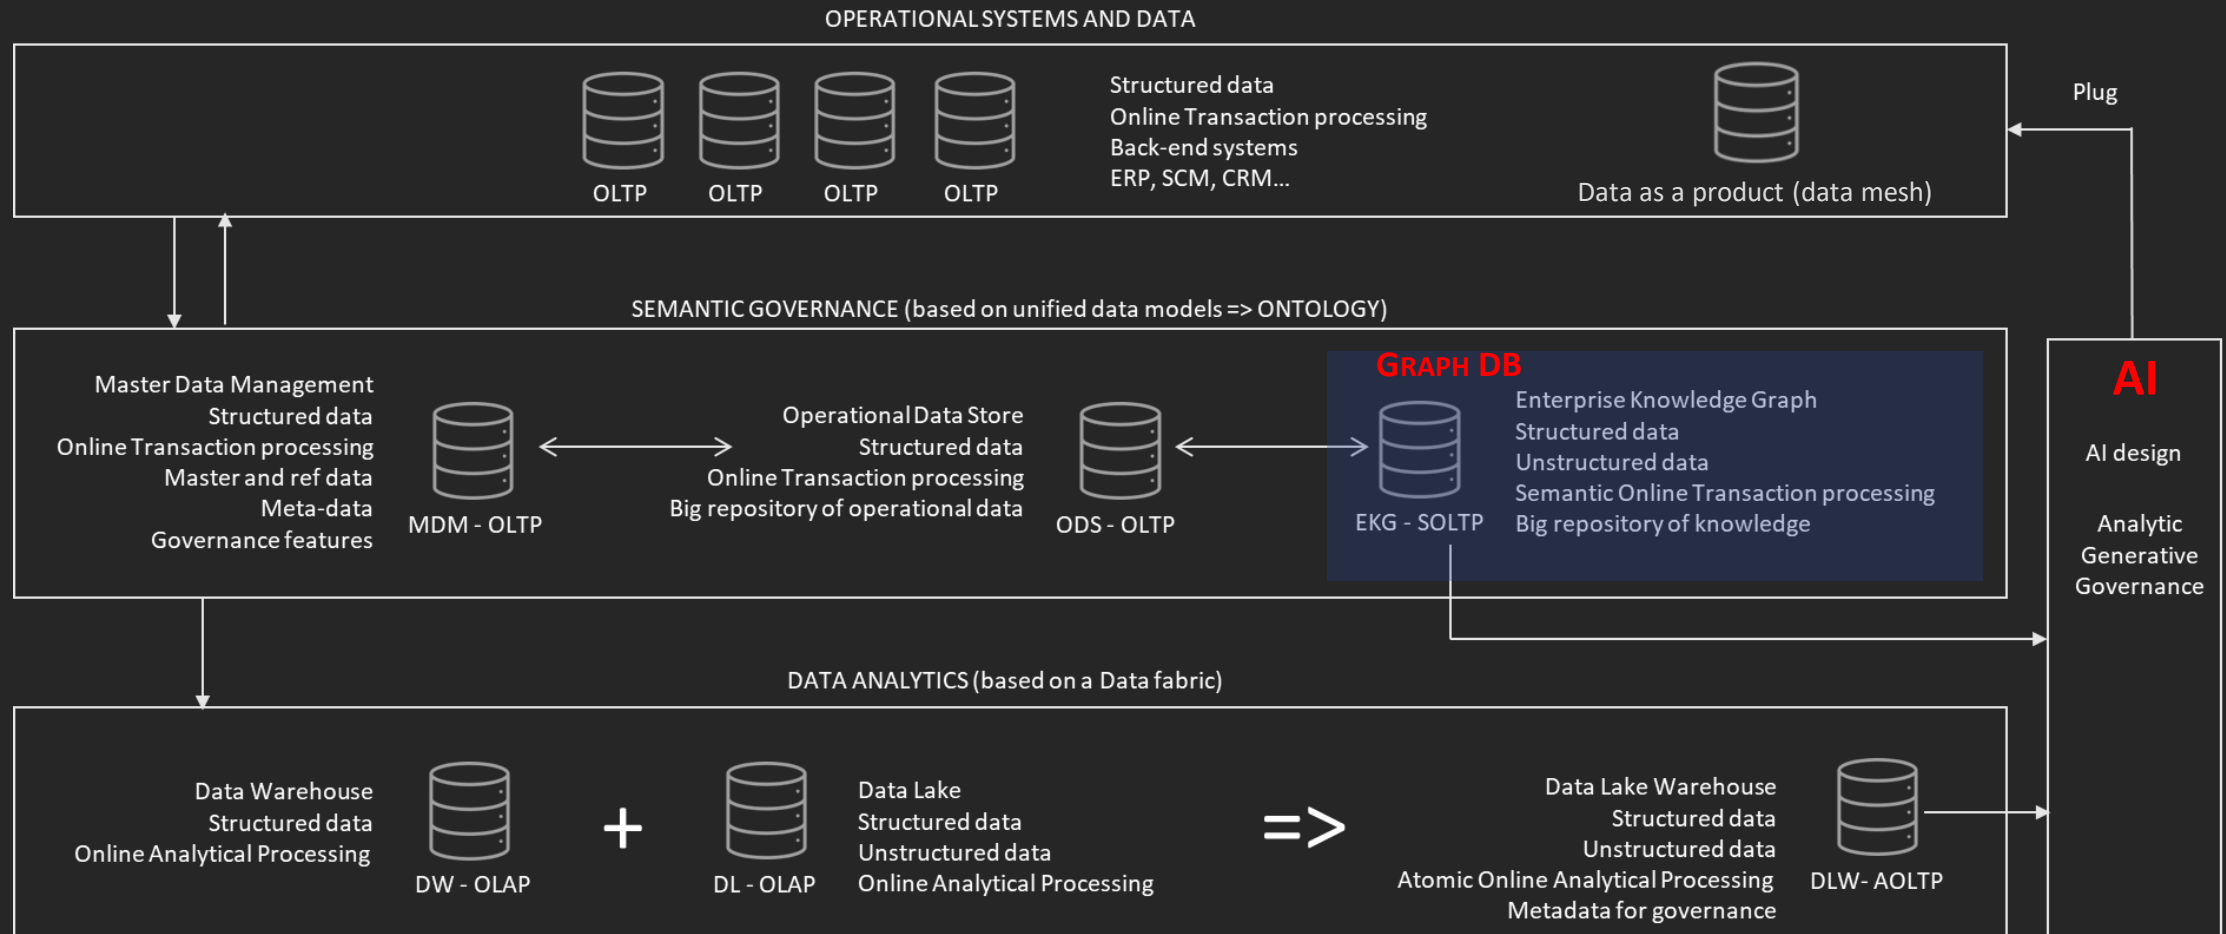 OPERATIONAL SYSTEMS AND DATA
OLTP
OLTP
OLTP
OLTP
Structured data
Online Transaction processing
Back-end systems
ERP, SCM, CRM...
Data as a product (data mesh)
Plug
SEMANTIC GOVERNANCE (based on unified data models => ONTOLOGY)
Master Data Management
Structured data
Online Transaction processing
Master and ref data
Meta-data
Governance features
MDM - OLTP
Operational Data Store
Structured data
Online Transaction processing
Big repository of operational data
ODS - OLTP
GRAPH DB
EKG - SOLTP
Enterprise Knowledge Graph
Structured data
Unstructured data
Semantic Online Transaction processing
Big repository of knowledge
AI
AI design
Analytic
Generative
Governance
DATA ANALYTICS (based on a Data fabric)
Data Warehouse
Structured data
Online Analytical Processing
DW - OLAP
+
DL - OLAP
Data Lake
Structured data
Unstructured data
Online Analytical Processing
=>
Data Lake Warehouse
Structured data
Unstructured data
Atomic Online Analytical Processing
Metadata for governance
DLW- AOLTP